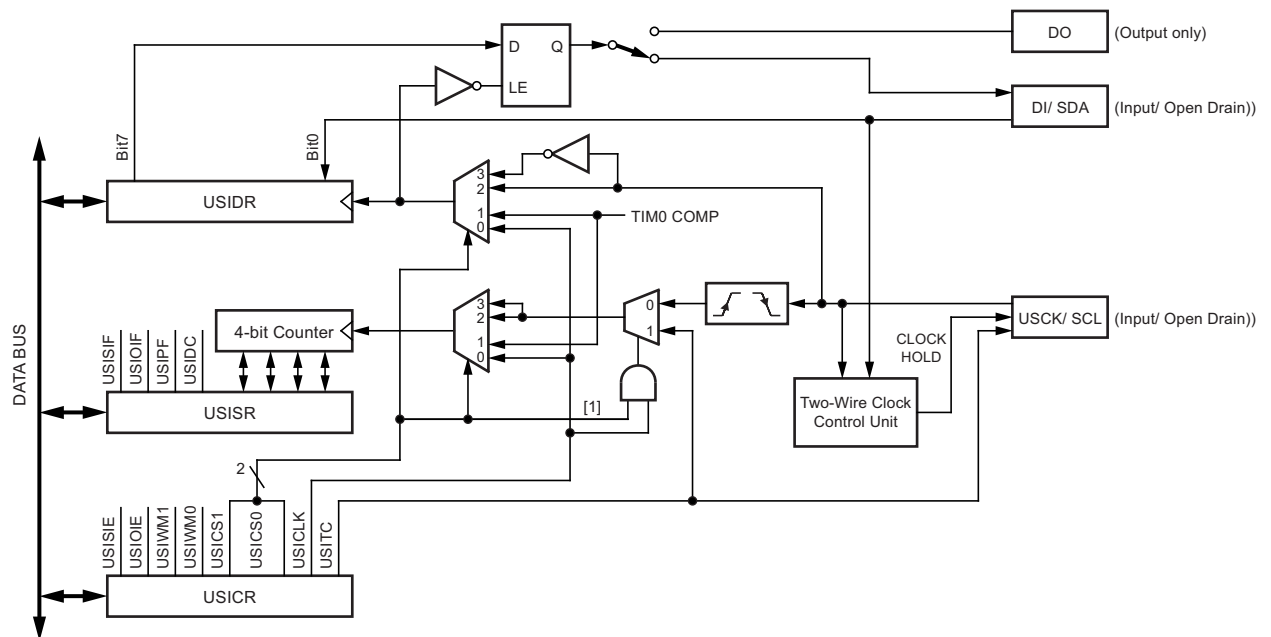 DO
(Output only)
D
Q
LE
DI/ SDA
(Input/ Open Drain))
Bit7
Bit0
3
2
1
0
USIDR
TIM0 COMP
DATA BUS
3
2
1
0
0
1
4-bit Counter
USCK/ SCL
(Input/ Open Drain))
CLOCK
HOLD
USISIF
USIOIF
USIPF
USIDC
USISR
[1]
Two-Wire Clock
Control Unit
2
USISIE
USIOIE
USIWM1
USIWM0
USICS1
USICS0
USICLK
USITC
USICR